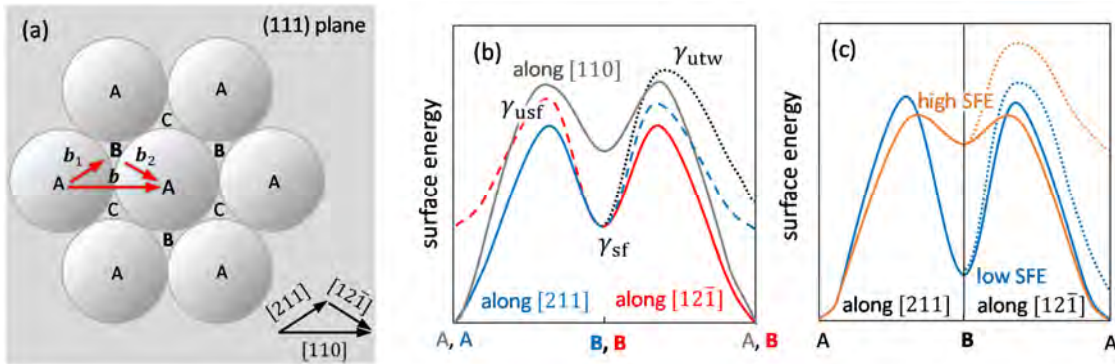 (a)
(111) plane
A
A
C
B
B
b₁
b₂
A
b
A
A
C
C
B
A
A
[211]
[121̄]
[110]
(b)
along [110]
γutw
γusf
γsf
surface energy
along [211]
along [121̄]
A, A
B, B
A, B
(c)
high SFE
surface energy
low SFE
along [211]
along [121̄]
A
B
A